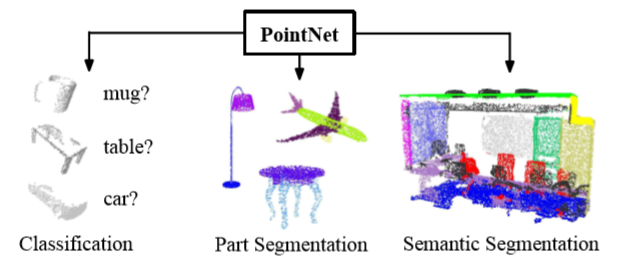 PointNet
mug?
table?
car?
Classification
Part Segmentation
Semantic Segmentation